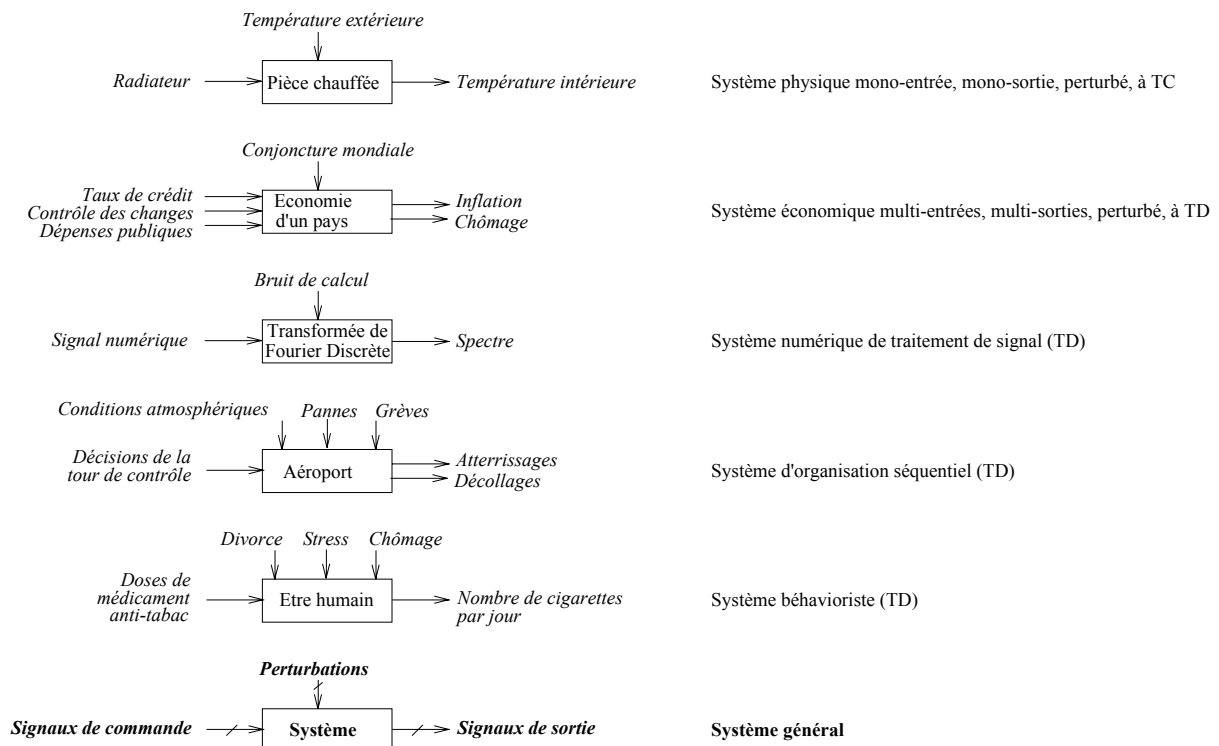 Température extérieure
Radiateur Pièce chauffée Température intérieure Système physique mono-entrée, mono-sortie, perturbé, à TC
Conjoncture mondiale
Taux de crédit
Contrôle des changes
Dépenses publiques
Economie
d'un pays
Inflation
Chômage
Système économique multi-entrées, multi-sorties, perturbé, à TD
Bruit de calcul
Signal numérique
Transformée de
Fourier Discrète
Spectre
Système numérique de traitement de signal (TD)
Conditions atmosphériques Pannes Grèves
Décisions de la
tour de contrôle
Aéroport
Atterrissages
Décollages
Système d'organisation séquentiel (TD)
Divorce Stress Chômage
Doses de
médicament
anti-tabac
Etre humain
Nombre de cigarettes
par jour
Système béhavioriste (TD)
Perturbations
Signaux de commande Système Signaux de sortie Système général